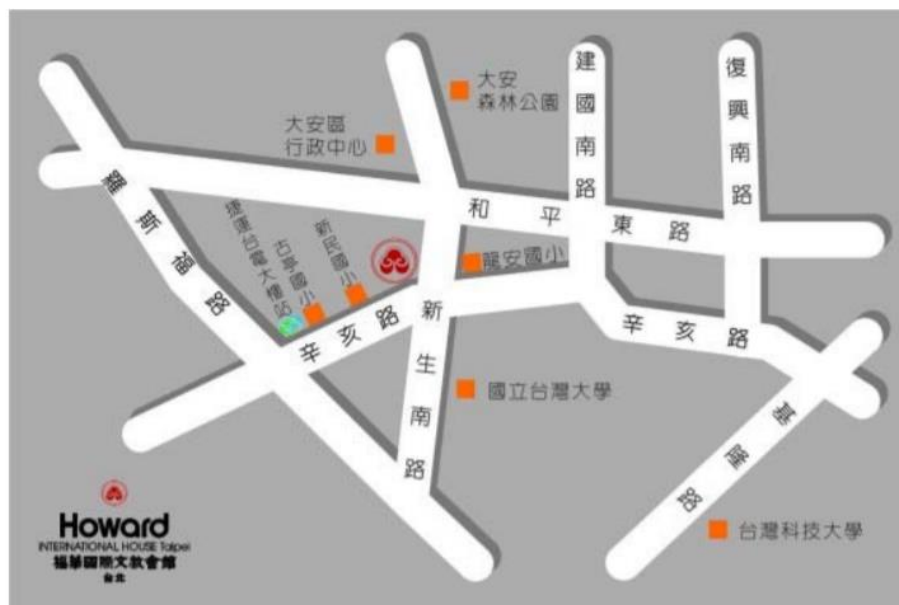 大安
森林公園
建國南路
復興南路
大安區
行政中心
羅斯福路
捷運台電大樓站
古亭國小
新民國小
和平東路
龍安國小
辛亥路
新生南路
辛亥路
國立台灣大學
基隆路
台灣科技大學
Howard
INTERNATIONAL HOUSE Taipei
福華國際文教會館
台北